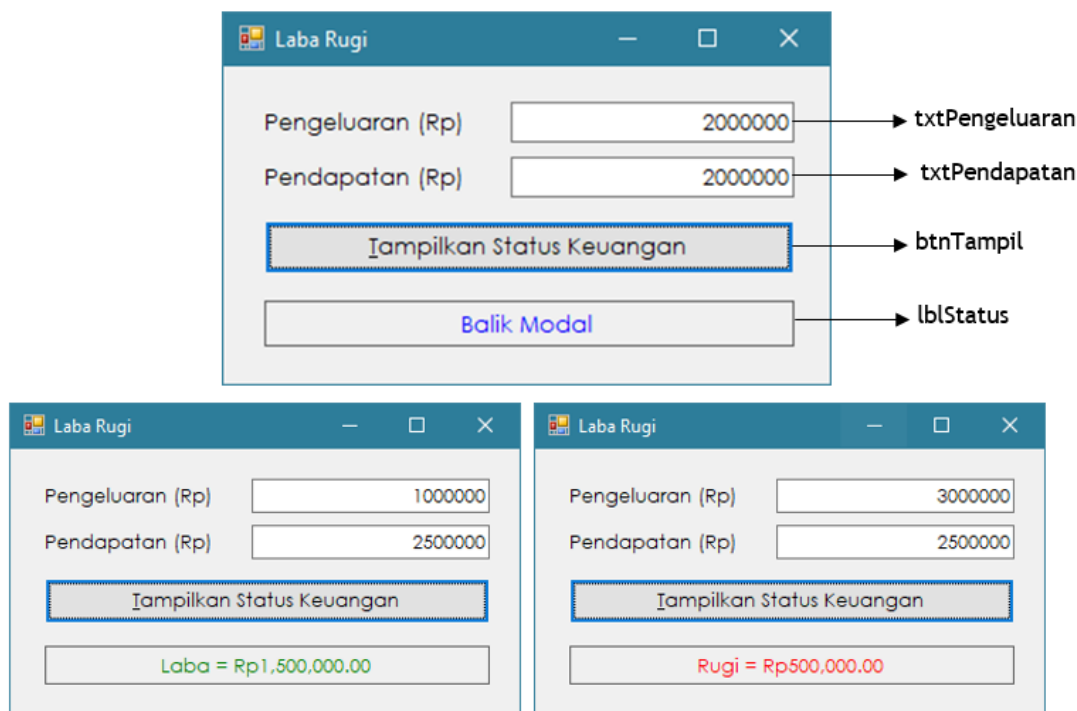 Laba Rugi
Pengeluaran (Rp) 2000000 txtPengeluaran
Pendapatan (Rp) 2000000 txtPendapatan
Tampilkan Status Keuangan btnTampil
Balik Modal lblStatus
Laba Rugi
Pengeluaran (Rp) 1000000
Pendapatan (Rp) 2500000
Tampilkan Status Keuangan
Laba = Rp1,500,000.00
Laba Rugi
Pengeluaran (Rp) 3000000
Pendapatan (Rp) 2500000
Tampilkan Status Keuangan
Rugi = Rp500,000.00